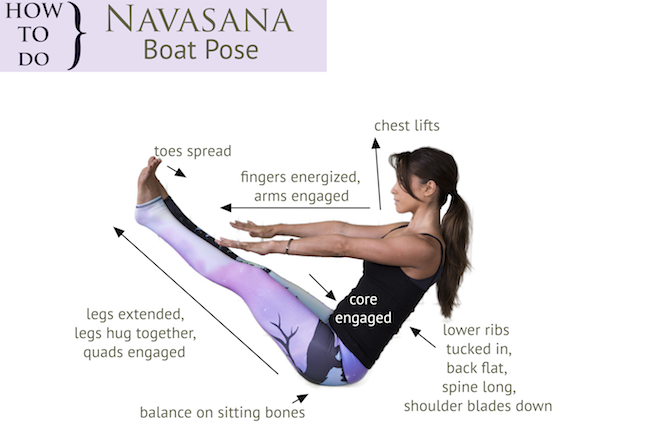 HOW
TO
DO
NAVASANA
Boat Pose
chest lifts
toes spread
fingers energized,
arms engaged
core
engaged
legs extended,
legs hug together,
quads engaged
lower ribs
tucked in,
back flat,
spine long,
shoulder blades down
balance on sitting bones